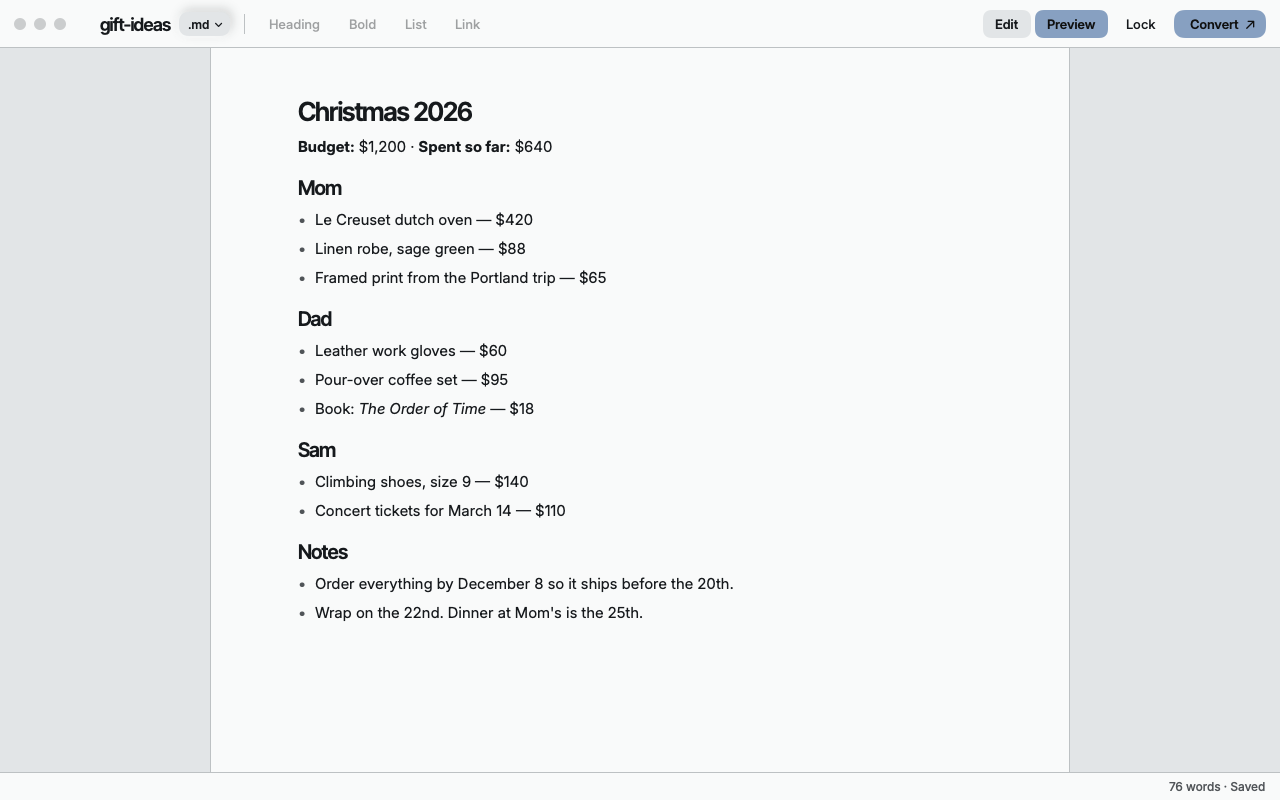 gift-ideas .md Heading Bold List Link Edit Preview Lock Convert ↗
Christmas 2026
Budget: $1,200 · Spent so far: $640
Mom
• Le Creuset dutch oven — $420
• Linen robe, sage green — $88
• Framed print from the Portland trip — $65
Dad
• Leather work gloves — $60
• Pour-over coffee set — $95
• Book: The Order of Time — $18
Sam
• Climbing shoes, size 9 — $140
• Concert tickets for March 14 — $110
Notes
• Order everything by December 8 so it ships before the 20th.
• Wrap on the 22nd. Dinner at Mom's is the 25th.
76 words · Saved